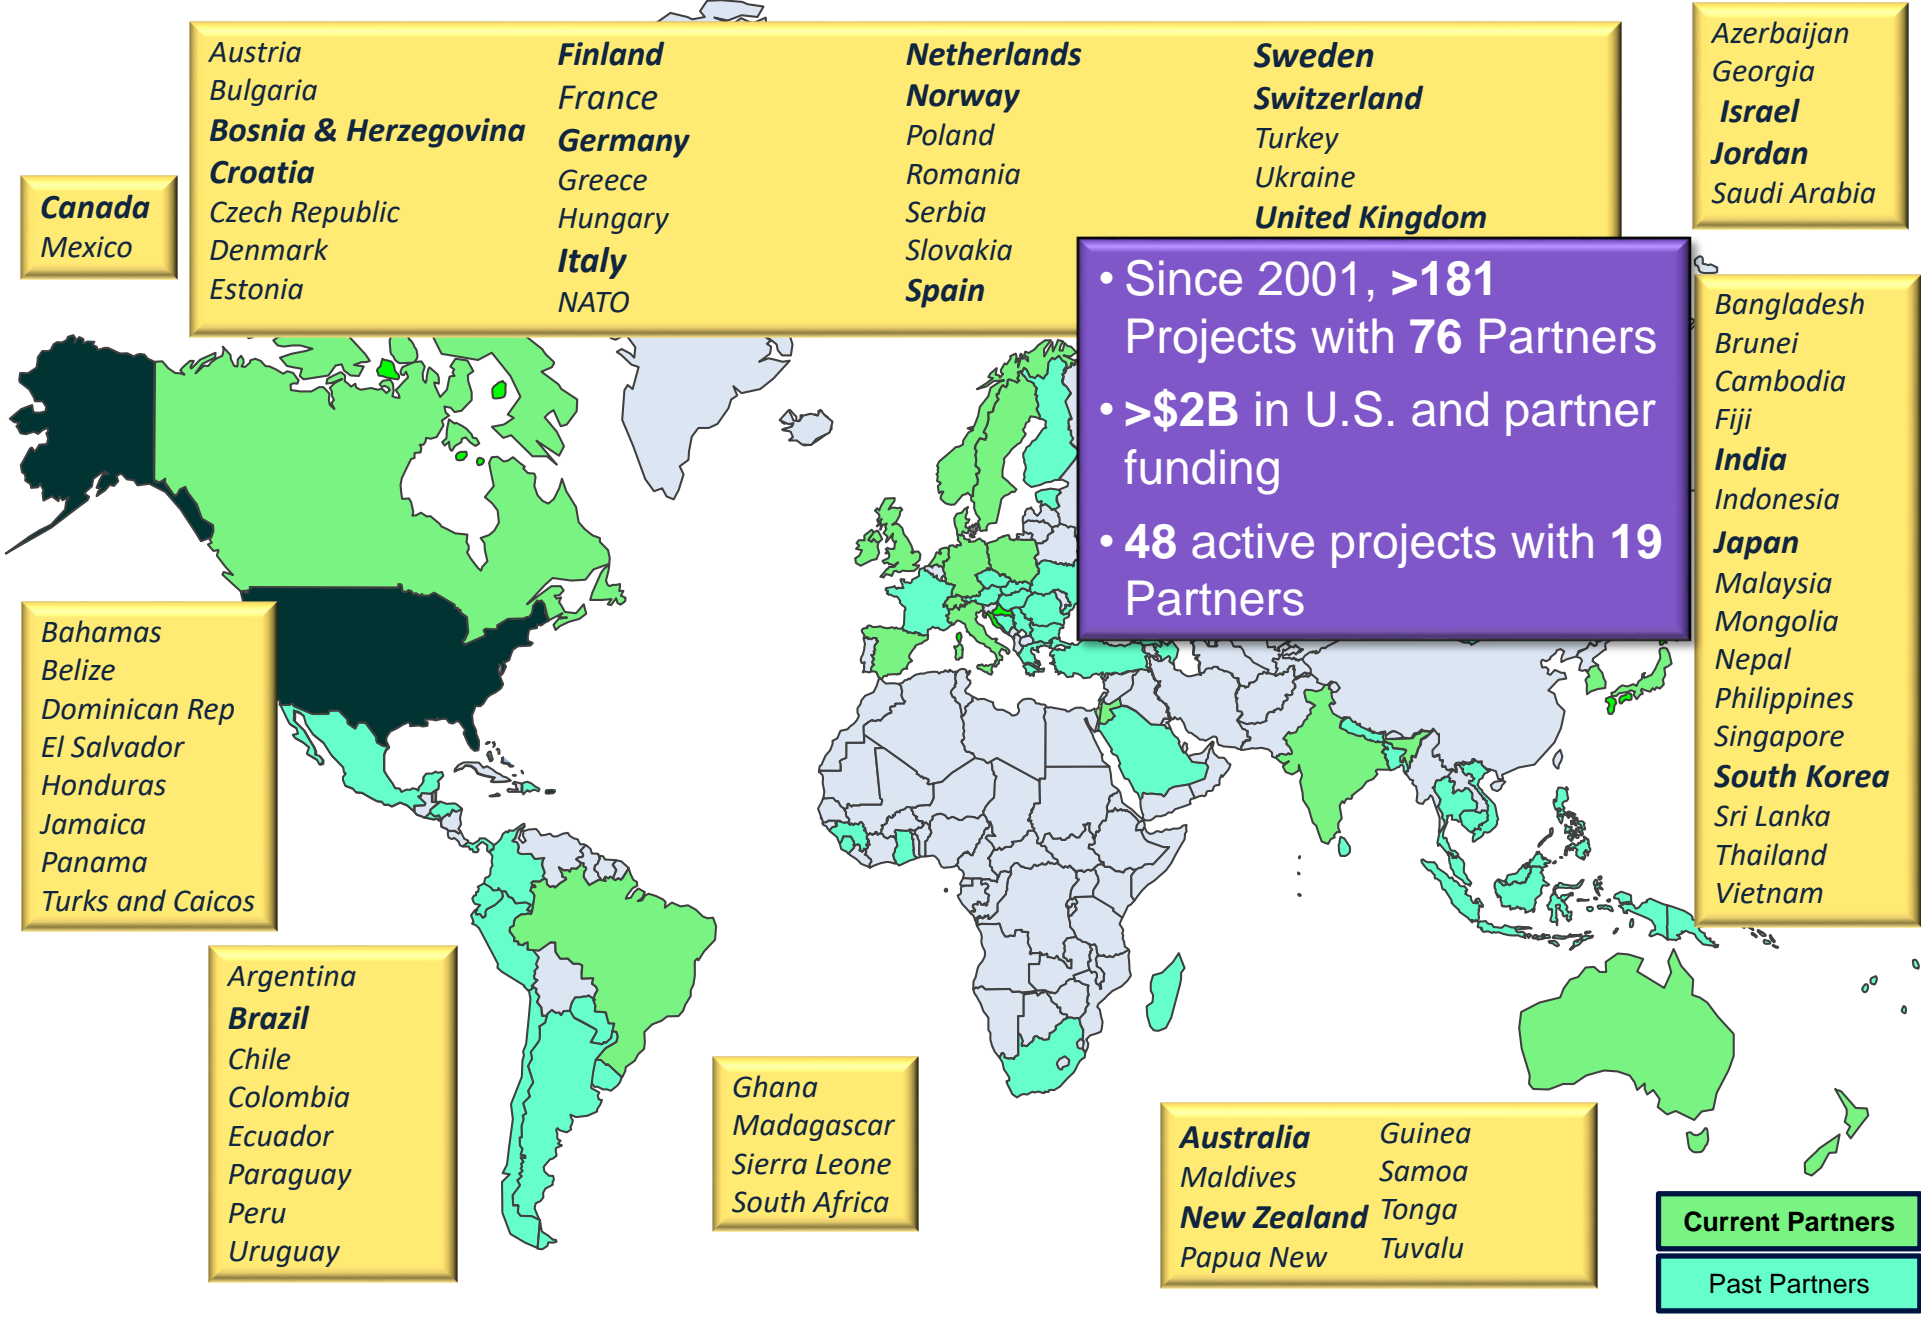 Austria
Bulgaria
Bosnia & Herzegovina
Croatia
Czech Republic
Denmark
Estonia
Finland
France
Germany
Greece
Hungary
Italy
NATO
Netherlands
Norway
Poland
Romania
Serbia
Slovakia
Spain
Sweden
Switzerland
Turkey
Ukraine
United Kingdom
Azerbaijan
Georgia
Israel
Jordan
Saudi Arabia
Canada
Mexico
• Since 2001, >181
Projects with 76 Partners
• >$2B in U.S. and partner
funding
• 48 active projects with 19
Partners
Bangladesh
Brunei
Cambodia
Fiji
India
Indonesia
Japan
Malaysia
Mongolia
Nepal
Philippines
Singapore
South Korea
Sri Lanka
Thailand
Vietnam
Bahamas
Belize
Dominican Rep
El Salvador
Honduras
Jamaica
Panama
Turks and Caicos
Argentina
Brazil
Chile
Colombia
Ecuador
Paraguay
Peru
Uruguay
Ghana
Madagascar
Sierra Leone
South Africa
Australia
Maldives
New Zealand
Papua New
Guinea
Samoa
Tonga
Tuvalu
Current Partners
Past Partners